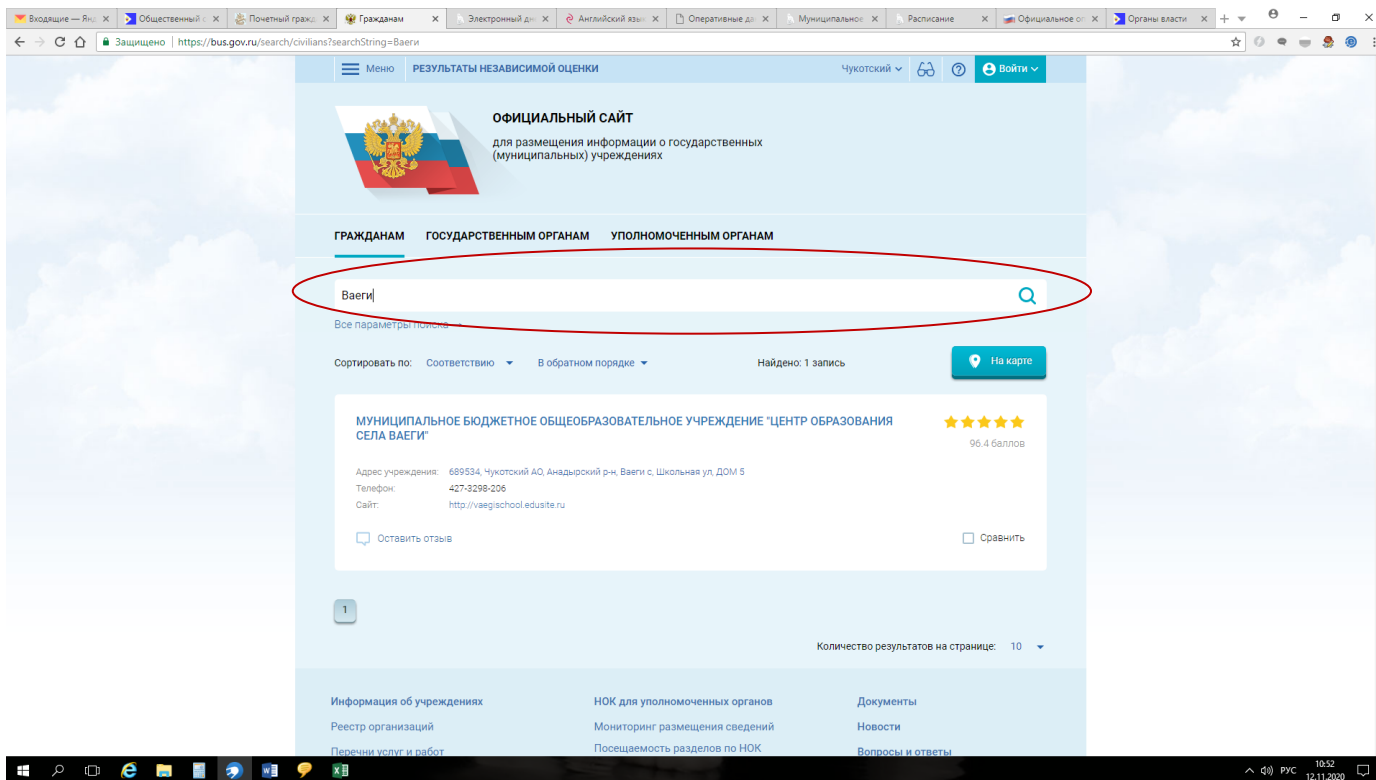 Входящие — Янд
Общественный с
Почетный гражд
Гражданам
Электронный дн
Английский язык
Оперативные да
Муниципальное
Расписание
Официальное оп
Органы власти
Защищено | https://bus.gov.ru/search/civilians?searchString=Ваеги
Меню РЕЗУЛЬТАТЫ НЕЗАВИСИМОЙ ОЦЕНКИ Чукотский Войти
ОФИЦИАЛЬНЫЙ САЙТ
для размещения информации о государственных
(муниципальных) учреждениях
ГРАЖДАНАМ ГОСУДАРСТВЕННЫМ ОРГАНАМ УПОЛНОМОЧЕННЫМ ОРГАНАМ
Ваеги
Все параметры поиска
Сортировать по: Соответствию В обратном порядке Найдено: 1 запись На карте
МУНИЦИПАЛЬНОЕ БЮДЖЕТНОЕ ОБЩЕОБРАЗОВАТЕЛЬНОЕ УЧРЕЖДЕНИЕ "ЦЕНТР ОБРАЗОВАНИЯ
СЕЛА ВАЕГИ"
96.4 баллов
Адрес учреждения: 689534, Чукотский АО, Анадырский р-н, Ваеги с, Школьная ул, ДОМ 5
Телефон: 427-3298-206
Сайт: http://vaegischool.edusite.ru
Оставить отзыв Сравнить
1
Количество результатов на странице: 10
Информация об учреждениях НОК для уполномоченных органов Документы
Реестр организаций Мониторинг размещения сведений Новости
Перечни услуг и работ Посещаемость разделов по НОК Вопросы и ответы
РУС 10:52
12.11.2020